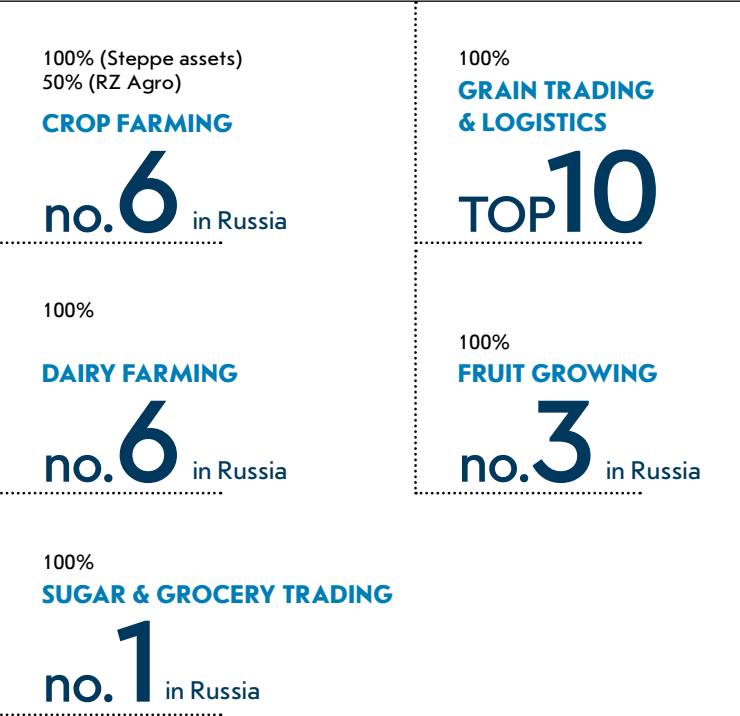 100% (Steppe assets)
50% (RZ Agro)
CROP FARMING
no.6 in Russia
100%
GRAIN TRADING
& LOGISTICS
TOP10
100%
DAIRY FARMING
no.6 in Russia
100%
FRUIT GROWING
no.3 in Russia
100%
SUGAR & GROCERY TRADING
no.1 in Russia